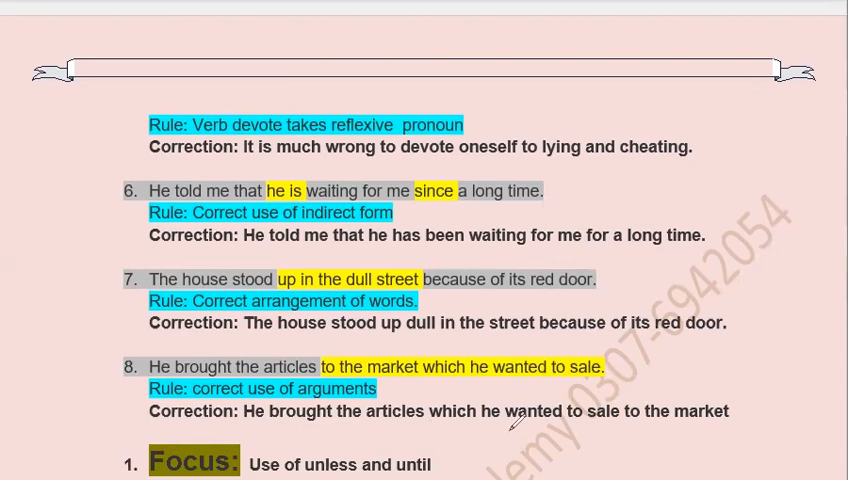 Rule: Verb devote takes reflexive pronoun
Correction: It is much wrong to devote oneself to lying and cheating.
6. He told me that he is waiting for me since a long time.
Rule: Correct use of indirect form
Correction: He told me that he has been waiting for me for a long time.
7. The house stood up in the dull street because of its red door.
Rule: Correct arrangement of words.
Correction: The house stood up dull in the street because of its red door.
8. He brought the articles to the market which he wanted to sale.
Rule: correct use of arguments
Correction: He brought the articles which he wanted to sale to the market
1. Focus: Use of unless and until
emy 0307-6942054